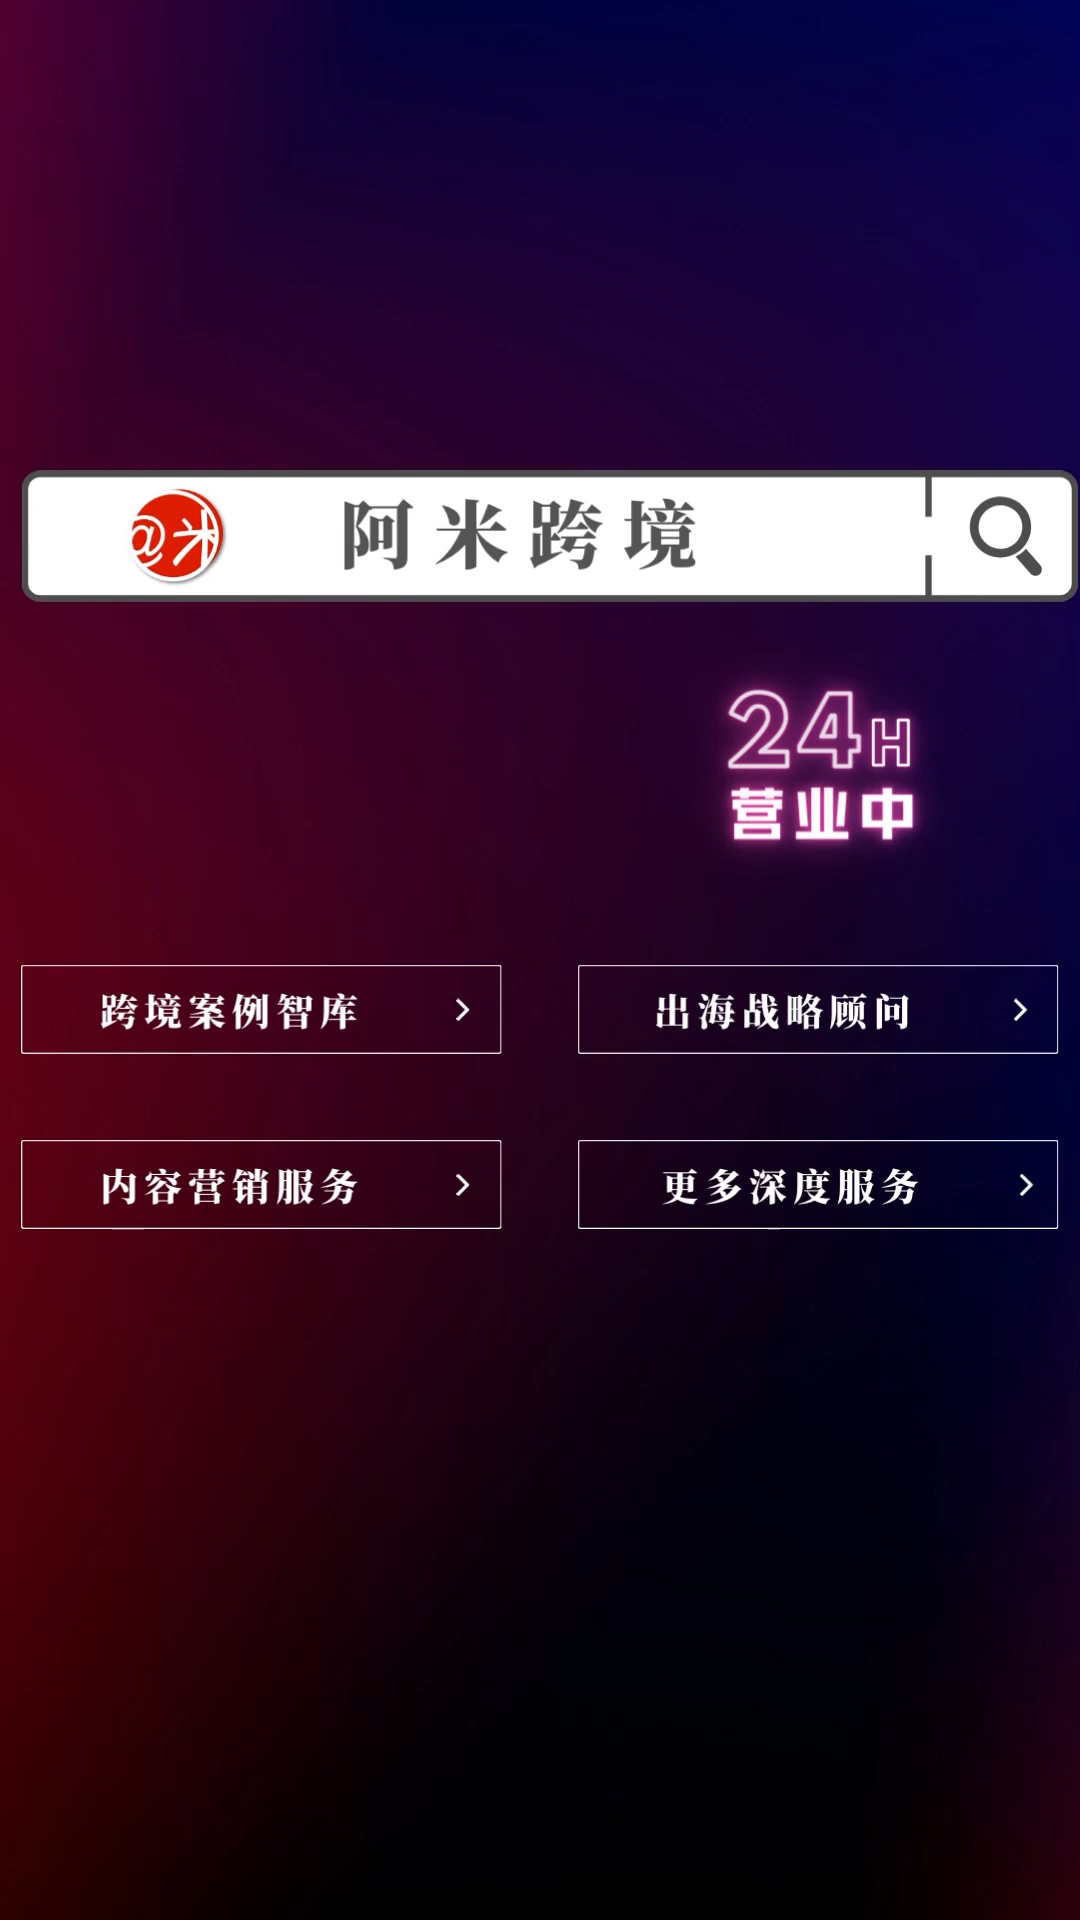 @米 阿米跨境
24H
营业中
跨境案例智库
出海战略顾问
内容营销服务
更多深度服务